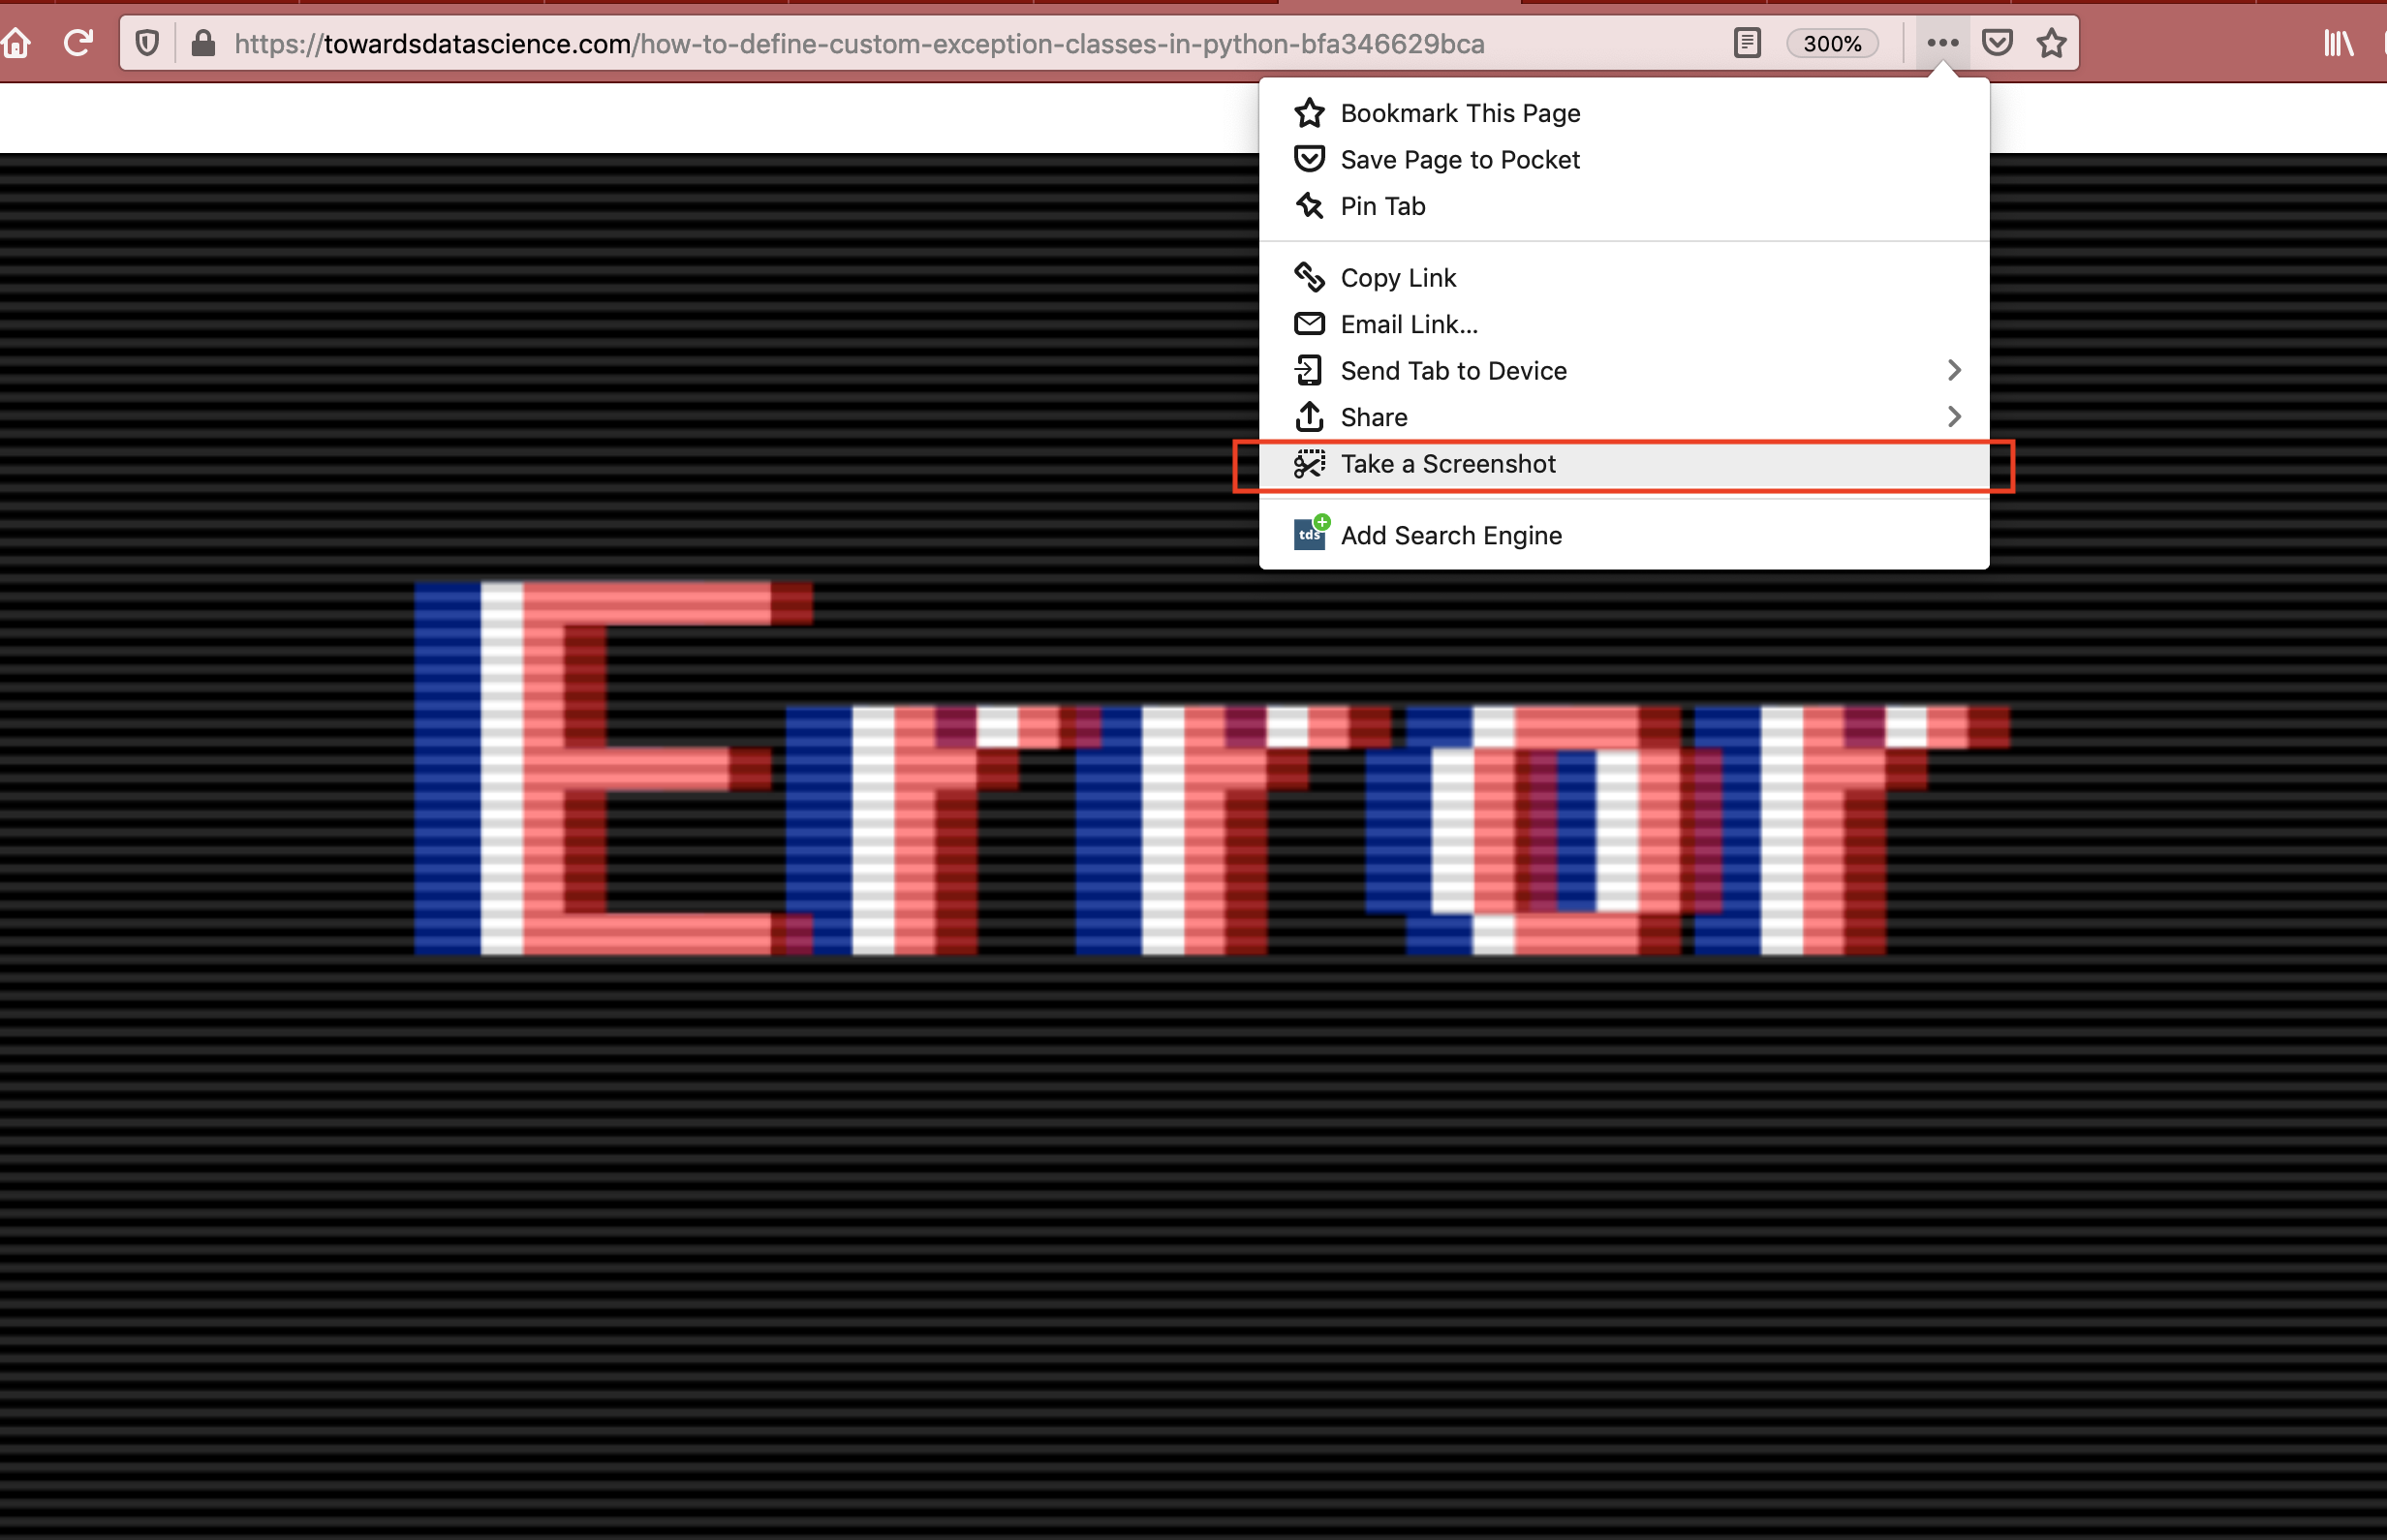 https://towardsdatascience.com/how-to-define-custom-exception-classes-in-python-bfa346629bca
300%
Bookmark This Page
Save Page to Pocket
Pin Tab
Copy Link
Email Link...
Send Tab to Device
Share
Take a Screenshot
tds
Add Search Engine
Error